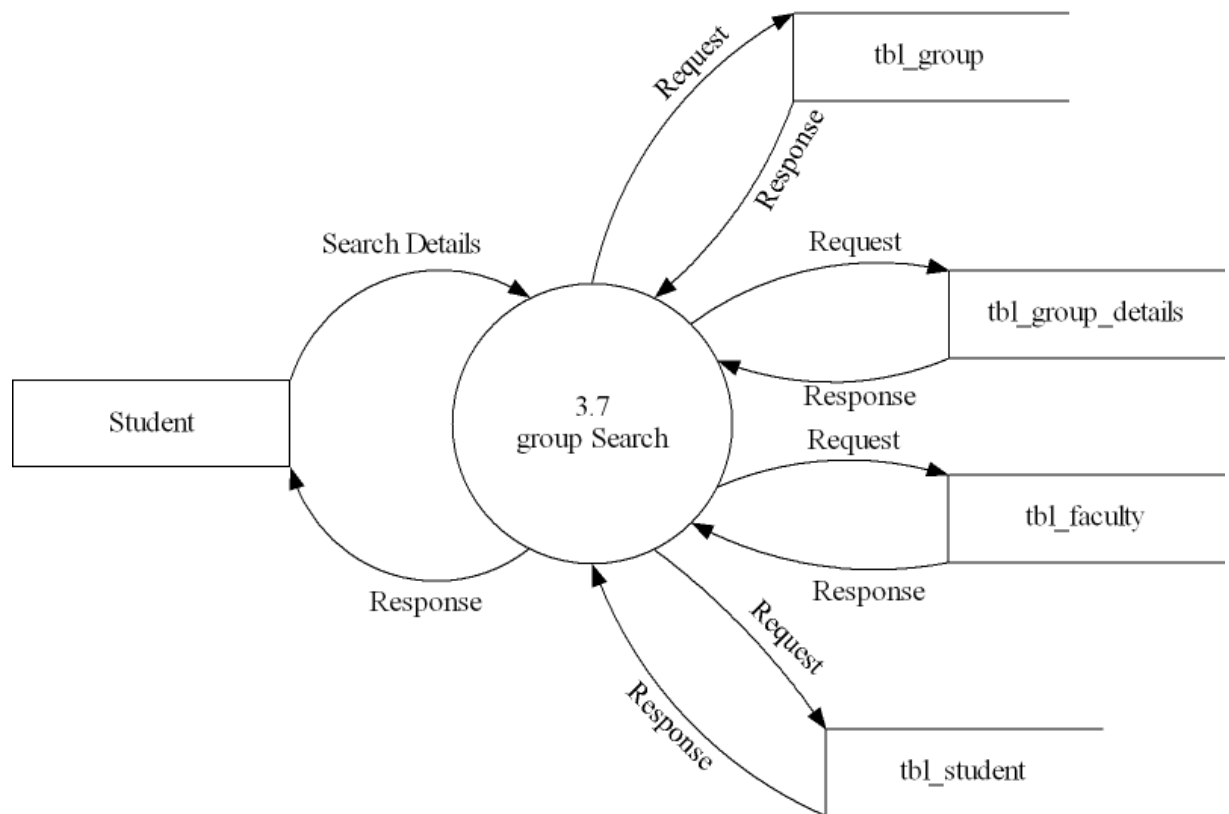 Request
tbl_group
Response
Search Details
Request
tbl_group_details
Response
Student
3.7
group Search
Request
tbl_faculty
Response
Response
Request
Response
tbl_student